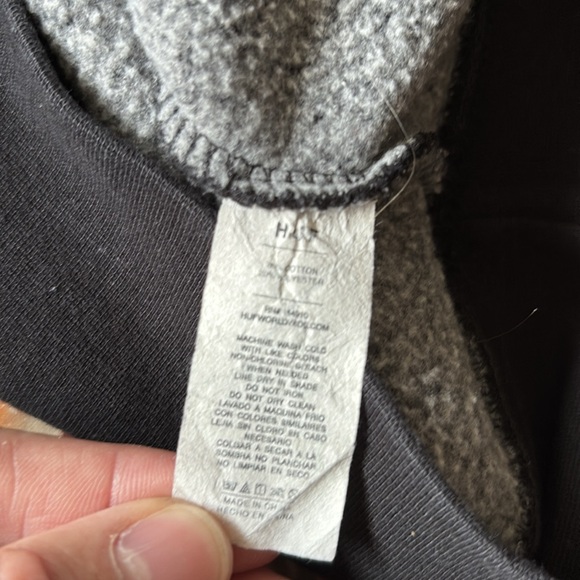 HUF
COTTON
POLYESTER
RN#
HUFWORLDWIDE.COM
MACHINE WASH COLD
WITH LIKE COLORS
NON-CHLORINE BLEACH
WHEN NEEDED
LINE DRY IN SHADE
DO NOT IRON
DO NOT DRY CLEAN
LAVADO A MAQUINA FRIO
CON COLORES SIMILARES
LEJIA SIN CLORO EN CASO
NECESARIO
COLGAR A SECAR A LA
SOMBRA NO PLANCHAR
NO LIMPIAR EN SECO
MADE IN CHINA
HECHO EN CHINA